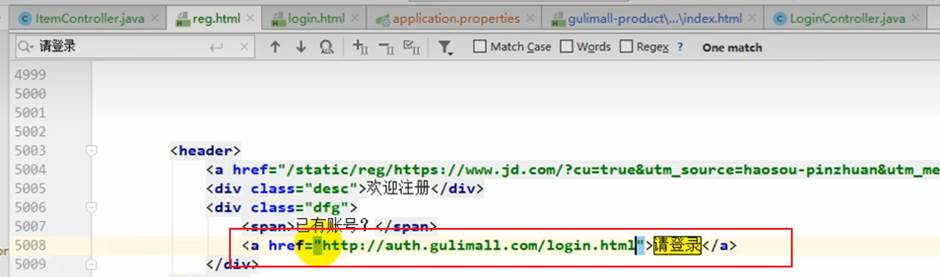 ItemController.java reg.html login.html application.properties gulimall-product\...\index.html LoginController.java
请登录 Match Case Words Regex ? One match
4999
5000
5001
5002
5003 <header>
5004 <a href="/static/reg/https://www.jd.com/?cu=true&utm_source=haosou-pinzhuan&utm_me
5005 <div class="desc">欢迎注册</div>
5006 <div class="dfg">
5007 <span>已有账号？</span>
5008 <a href="http://auth.gulimall.com/login.html">请登录</a>
5009 </div>